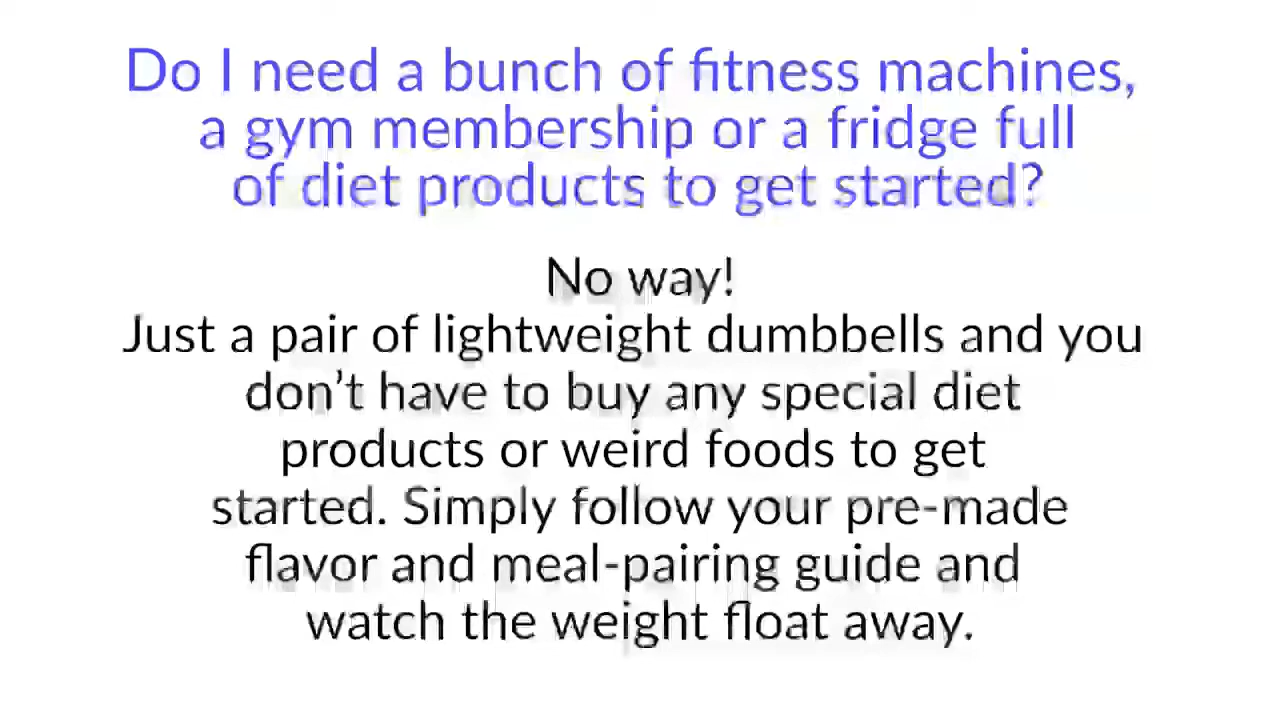 Do I need a bunch of fitness machines,
a gym membership or a fridge full
of diet products to get started?
No way!
Just a pair of lightweight dumbbells and you
don’t have to buy any special diet
products or weird foods to get
started. Simply follow your pre-made
flavor and meal-pairing guide and
watch the weight float away.